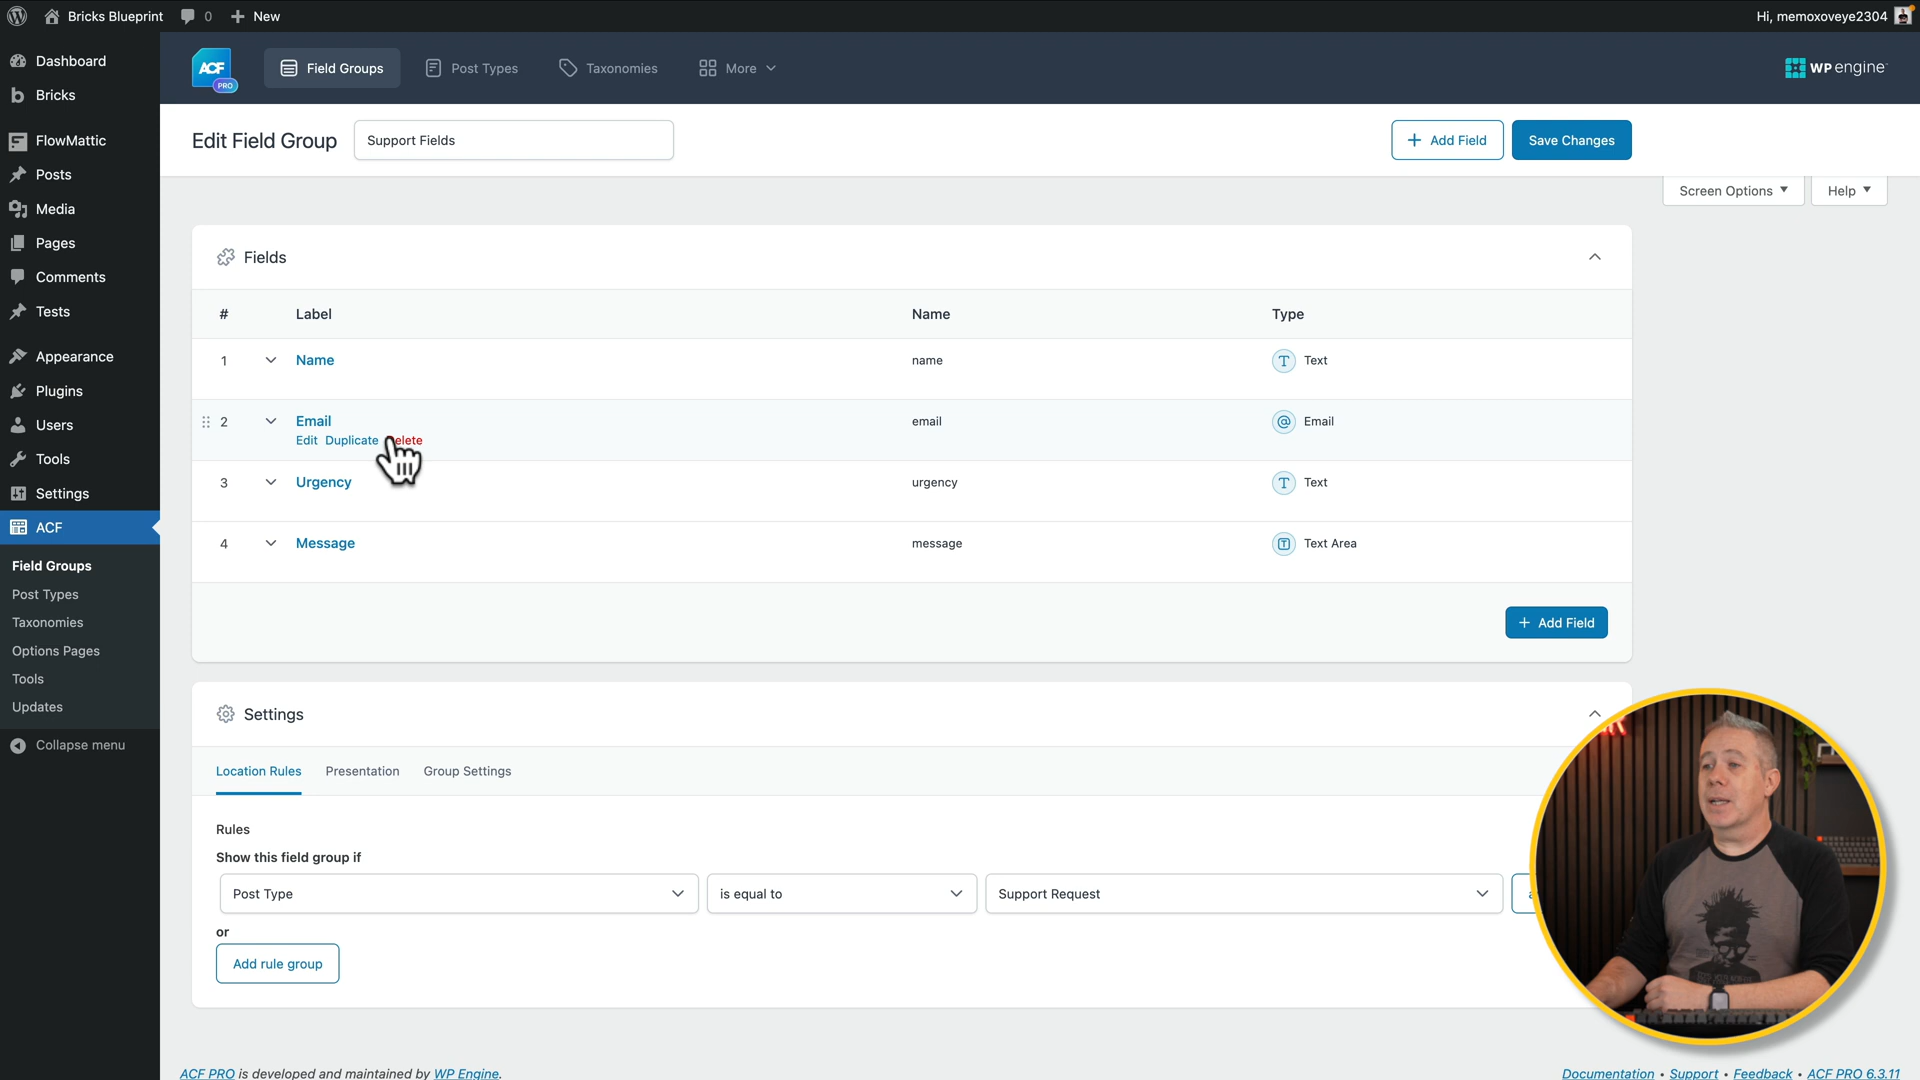 Bricks Blueprint 0 New Hi, memoxoveye2304
Dashboard
Bricks
FlowMattic
Posts
Media
Pages
Comments
Tests
Appearance
Plugins
Users
Tools
Settings
ACF
Field Groups
Post Types
Taxonomies
Options Pages
Tools
Updates
Collapse menu
ACF PRO
Field Groups Post Types Taxonomies More
WP engine
Edit Field Group Support Fields
Add Field Save Changes
Screen Options Help
Fields
# Label Name Type
1 Name name Text
2 Email email Email
Edit Duplicate elete
3 Urgency urgency Text
4 Message message Text Area
Add Field
Settings
Location Rules Presentation Group Settings
Rules
Show this field group if
Post Type is equal to Support Request
or
Add rule group
ACF PRO is developed and maintained by WP Engine.
Documentation • Support • Feedback • ACF PRO 6.3.11